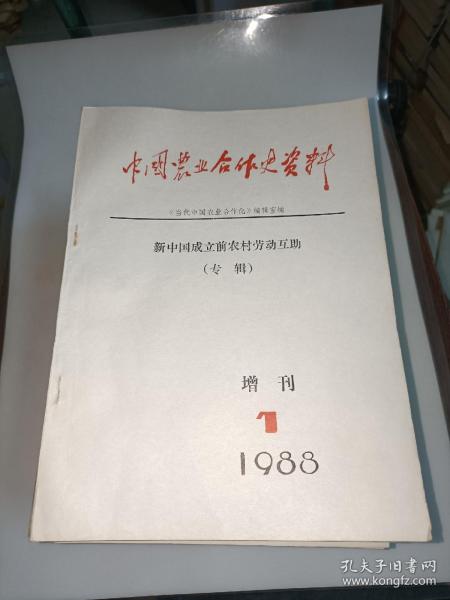 中国农业合作史资料
《当代中国农业合作化》编辑室编
新中国成立前农村劳动互助
（专 辑）
增 刊
1
1988
孔夫子旧书网
www.kongfz.com